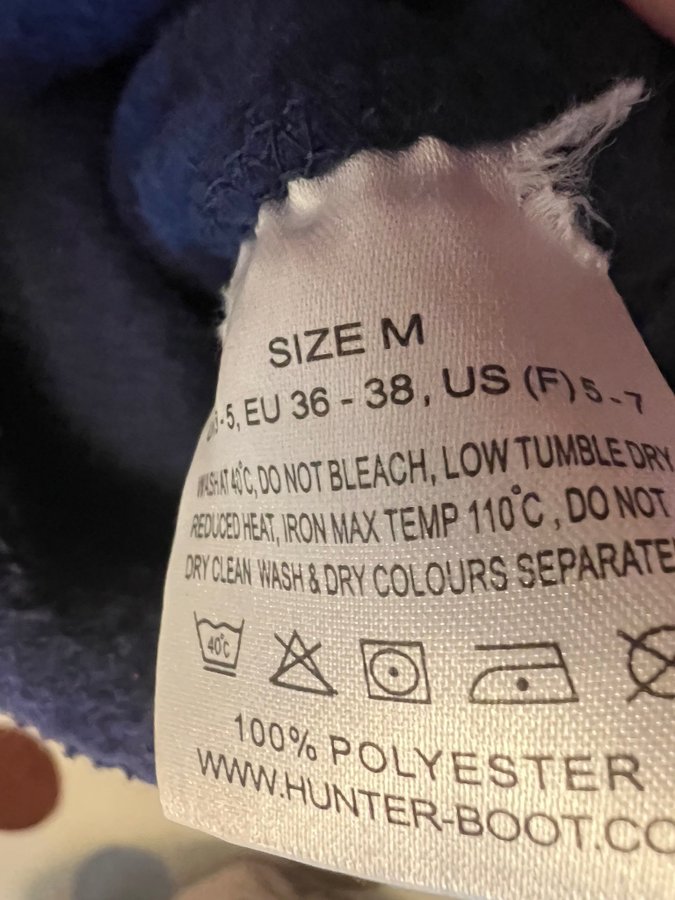 SIZE M
3-5, EU 36 - 38, US (F) 5 - 7
WASH AT 40°C, DO NOT BLEACH, LOW TUMBLE DRY
REDUCED HEAT, IRON MAX TEMP 110°C, DO NOT
DRY CLEAN WASH & DRY COLOURS SEPARATE
40°C
100% POLYESTER
WWW.HUNTER-BOOT.CO